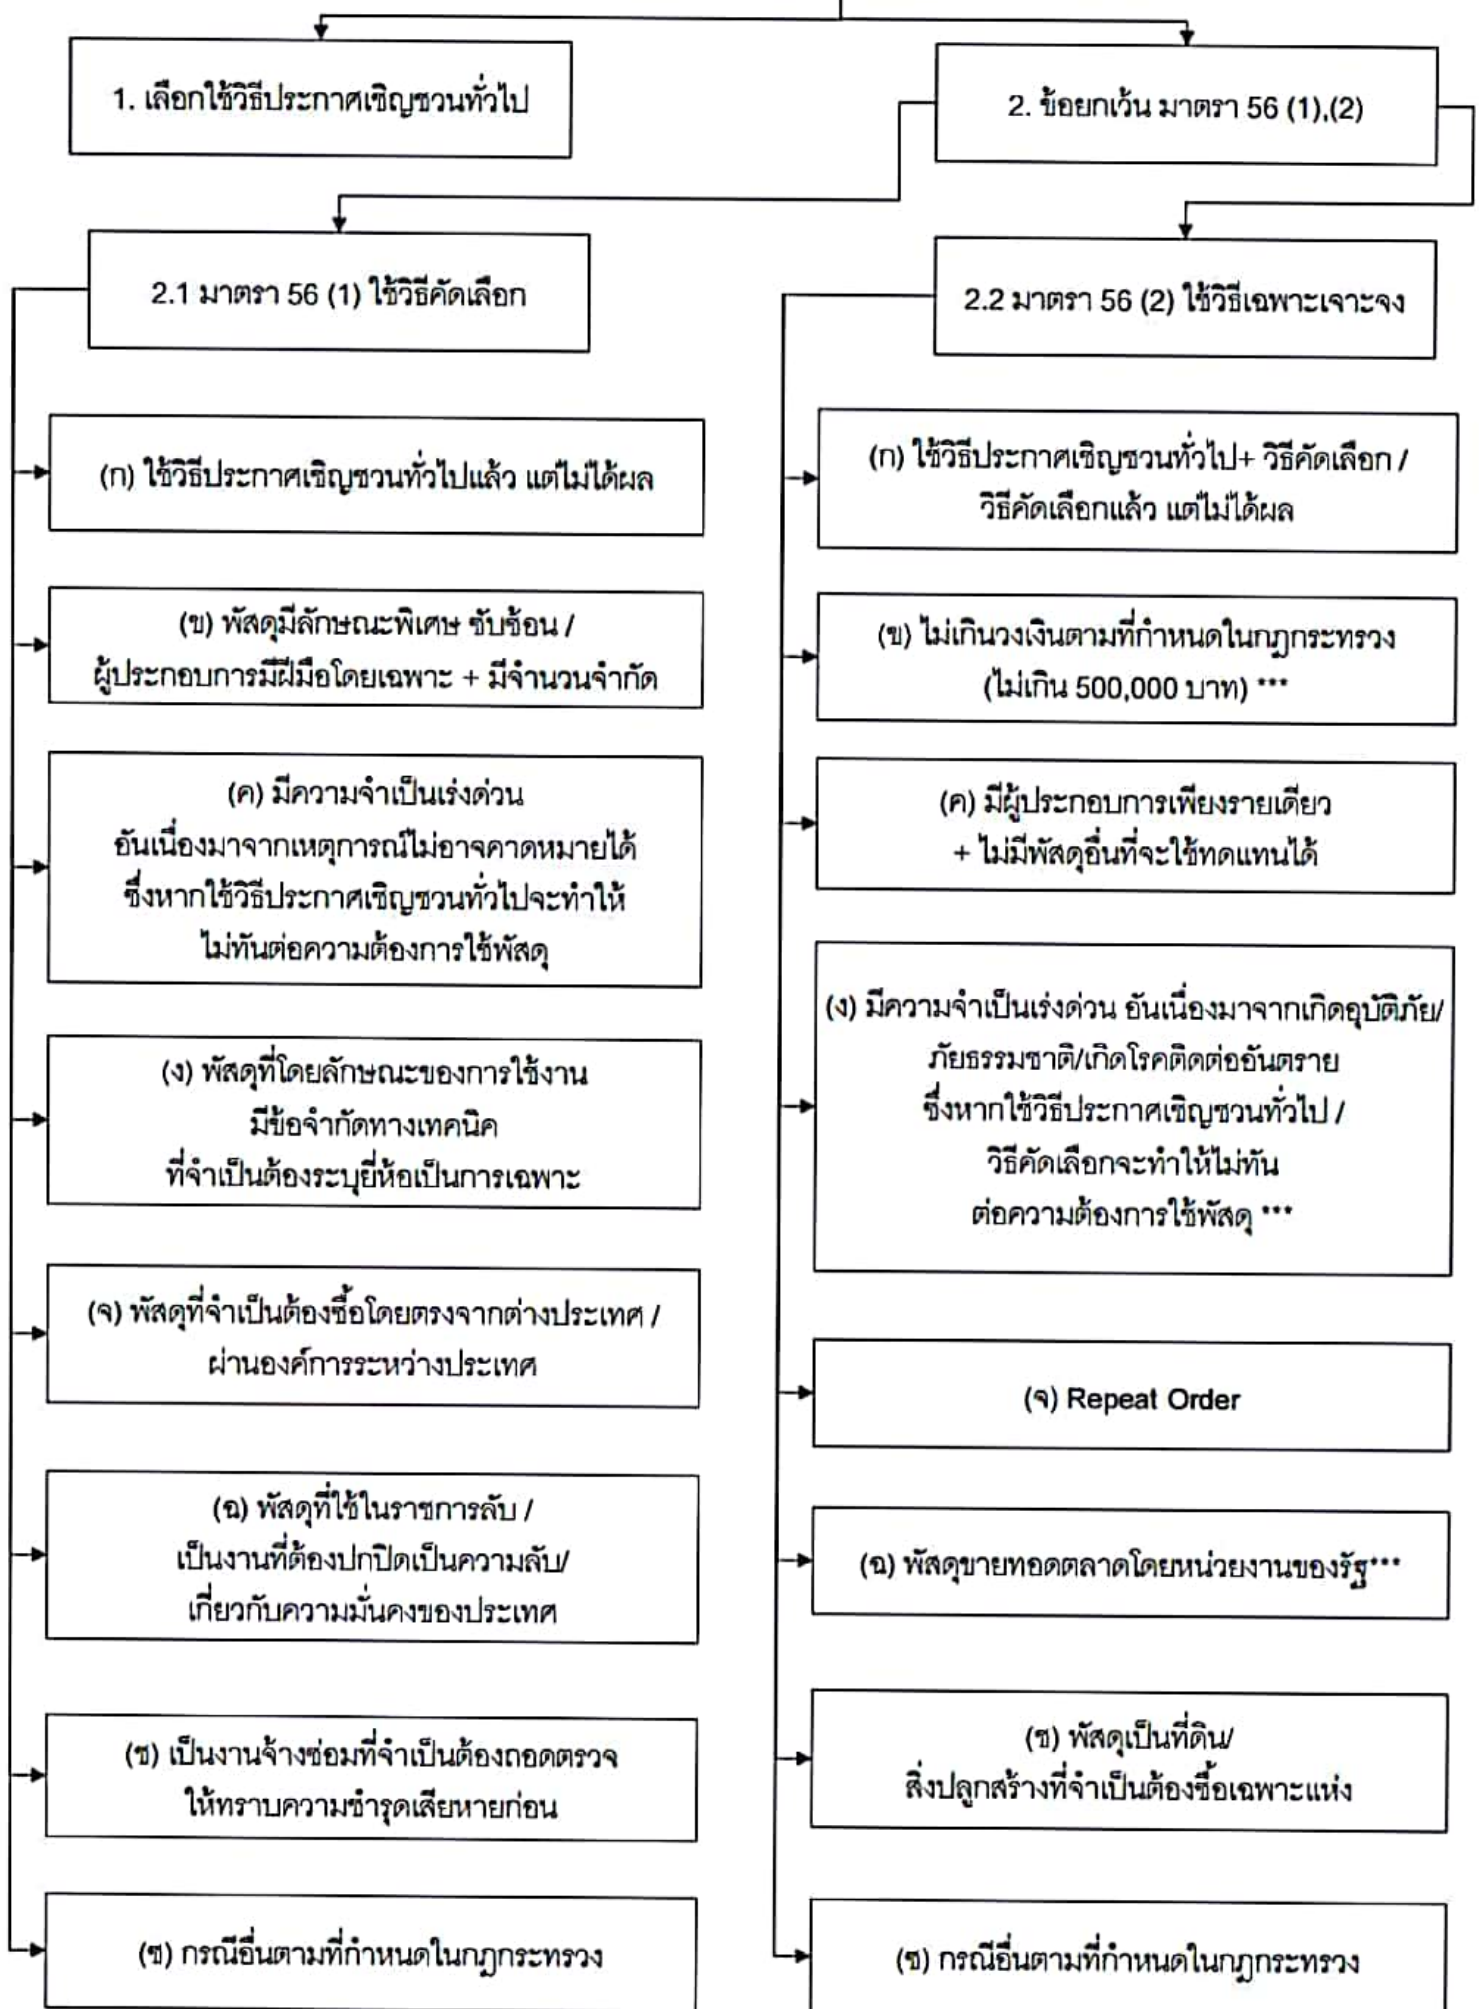 1. เลือกใช้วิธีประกาศเชิญชวนทั่วไป
2. ข้อยกเว้น มาตรา 56 (1),(2)
2.1 มาตรา 56 (1) ใช้วิธีคัดเลือก
(ก) ใช้วิธีประกาศเชิญชวนทั่วไปแล้ว แต่ไม่ได้ผล
(ข) พัสดุมีลักษณะพิเศษ ซับซ้อน /
ผู้ประกอบการมีฝีมือโดยเฉพาะ + มีจำนวนจำกัด
(ค) มีความจำเป็นเร่งด่วน
อันเนื่องมาจากเหตุการณ์ไม่อาจคาดหมายได้
ซึ่งหากใช้วิธีประกาศเชิญชวนทั่วไปจะทำให้
ไม่ทันต่อความต้องการใช้พัสดุ
(ง) พัสดุที่โดยลักษณะของการใช้งาน
มีข้อจำกัดทางเทคนิค
ที่จำเป็นต้องระบุยี่ห้อเป็นการเฉพาะ
(จ) พัสดุที่จำเป็นต้องซื้อโดยตรงจากต่างประเทศ /
ผ่านองค์การระหว่างประเทศ
(ฉ) พัสดุที่ใช้ในราชการลับ /
เป็นงานที่ต้องปกปิดเป็นความลับ/
เกี่ยวกับความมั่นคงของประเทศ
(ช) เป็นงานจ้างซ่อมที่จำเป็นต้องถอดตรวจ
ให้ทราบความชำรุดเสียหายก่อน
(ซ) กรณีอื่นตามที่กำหนดในกฎกระทรวง
2.2 มาตรา 56 (2) ใช้วิธีเฉพาะเจาะจง
(ก) ใช้วิธีประกาศเชิญชวนทั่วไป+ วิธีคัดเลือก /
วิธีคัดเลือกแล้ว แต่ไม่ได้ผล
(ข) ไม่เกินวงเงินตามที่กำหนดในกฎกระทรวง
(ไม่เกิน 500,000 บาท) ***
(ค) มีผู้ประกอบการเพียงรายเดียว
+ ไม่มีพัสดุอื่นที่จะใช้ทดแทนได้
(ง) มีความจำเป็นเร่งด่วน อันเนื่องมาจากเกิดอุบัติภัย/
ภัยธรรมชาติ/เกิดโรคติดต่ออันตราย
ซึ่งหากใช้วิธีประกาศเชิญชวนทั่วไป /
วิธีคัดเลือกจะทำให้ไม่ทัน
ต่อความต้องการใช้พัสดุ ***
(จ) Repeat Order
(ฉ) พัสดุขายทอดตลาดโดยหน่วยงานของรัฐ***
(ช) พัสดุเป็นที่ดิน/
สิ่งปลูกสร้างที่จำเป็นต้องซื้อเฉพาะแห่ง
(ซ) กรณีอื่นตามที่กำหนดในกฎกระทรวง